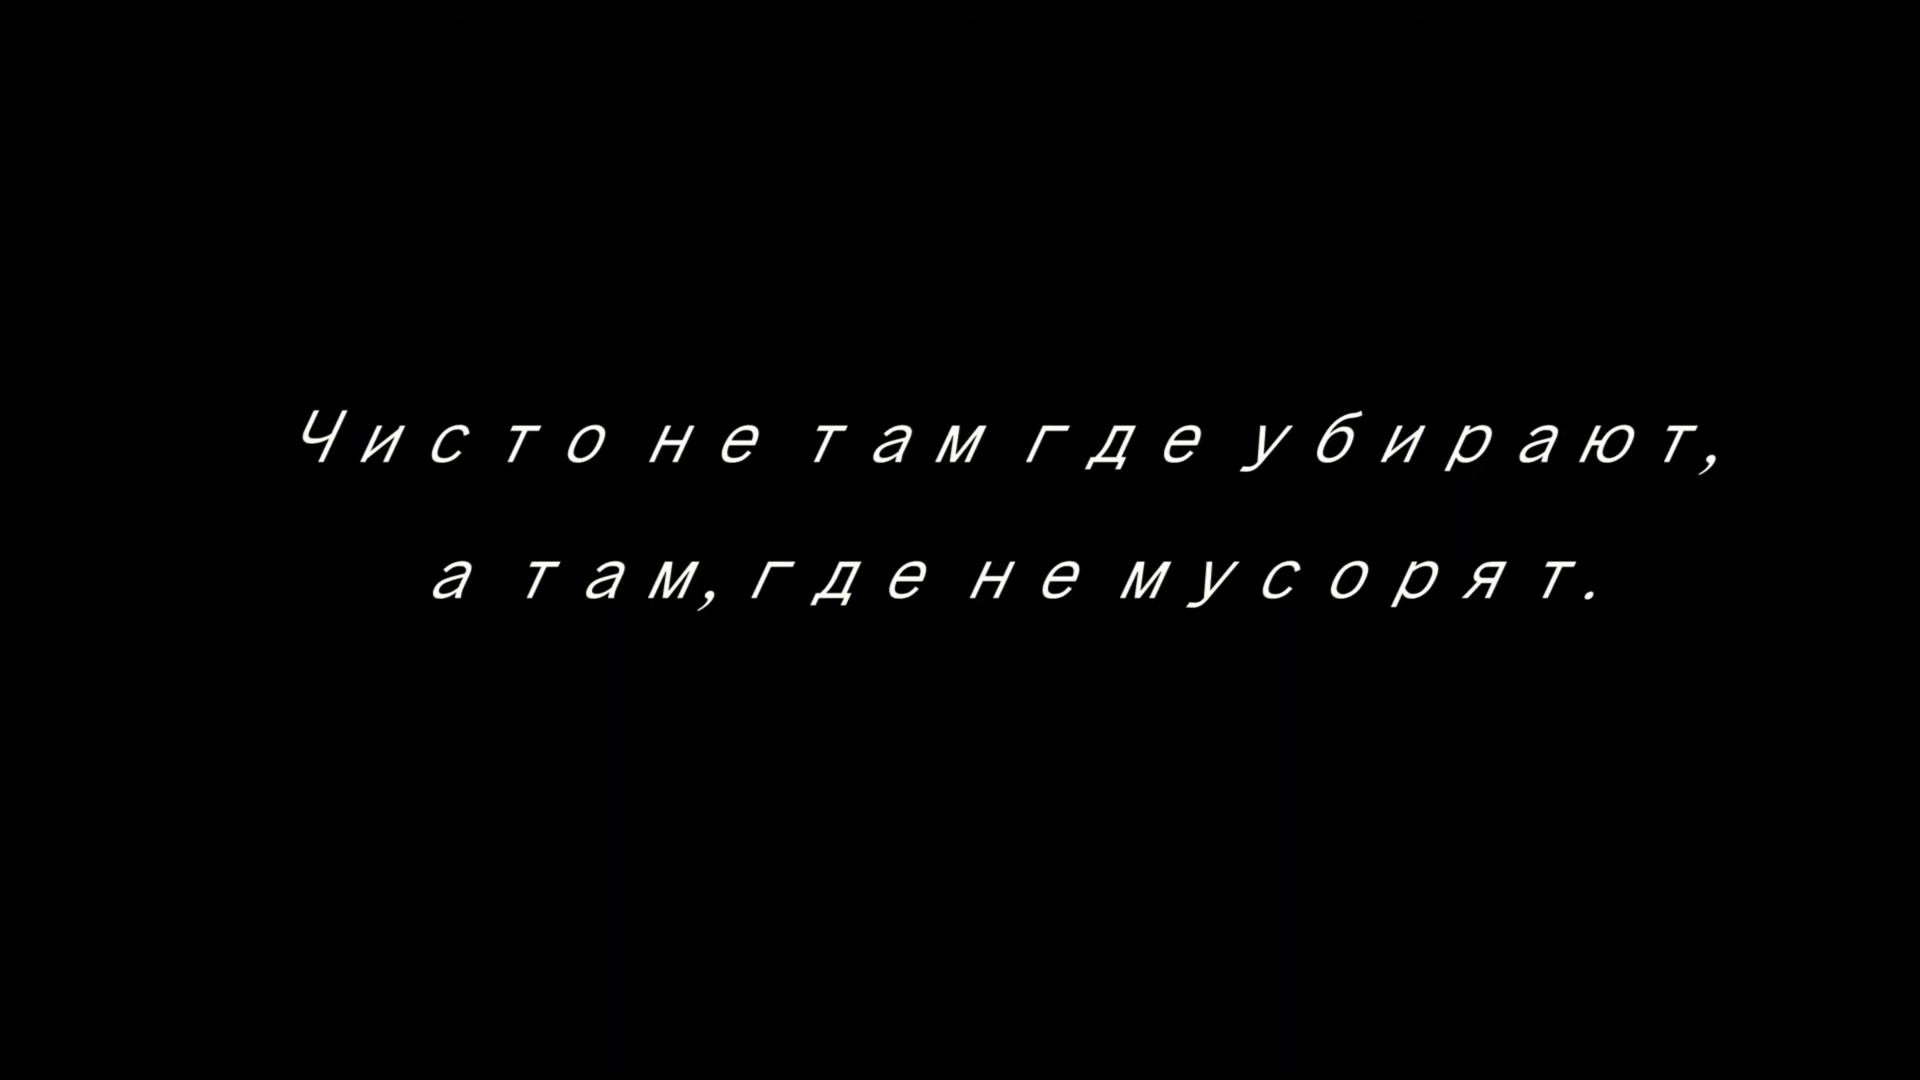 Чисто не там где убирают,
а там, где не мусорят.